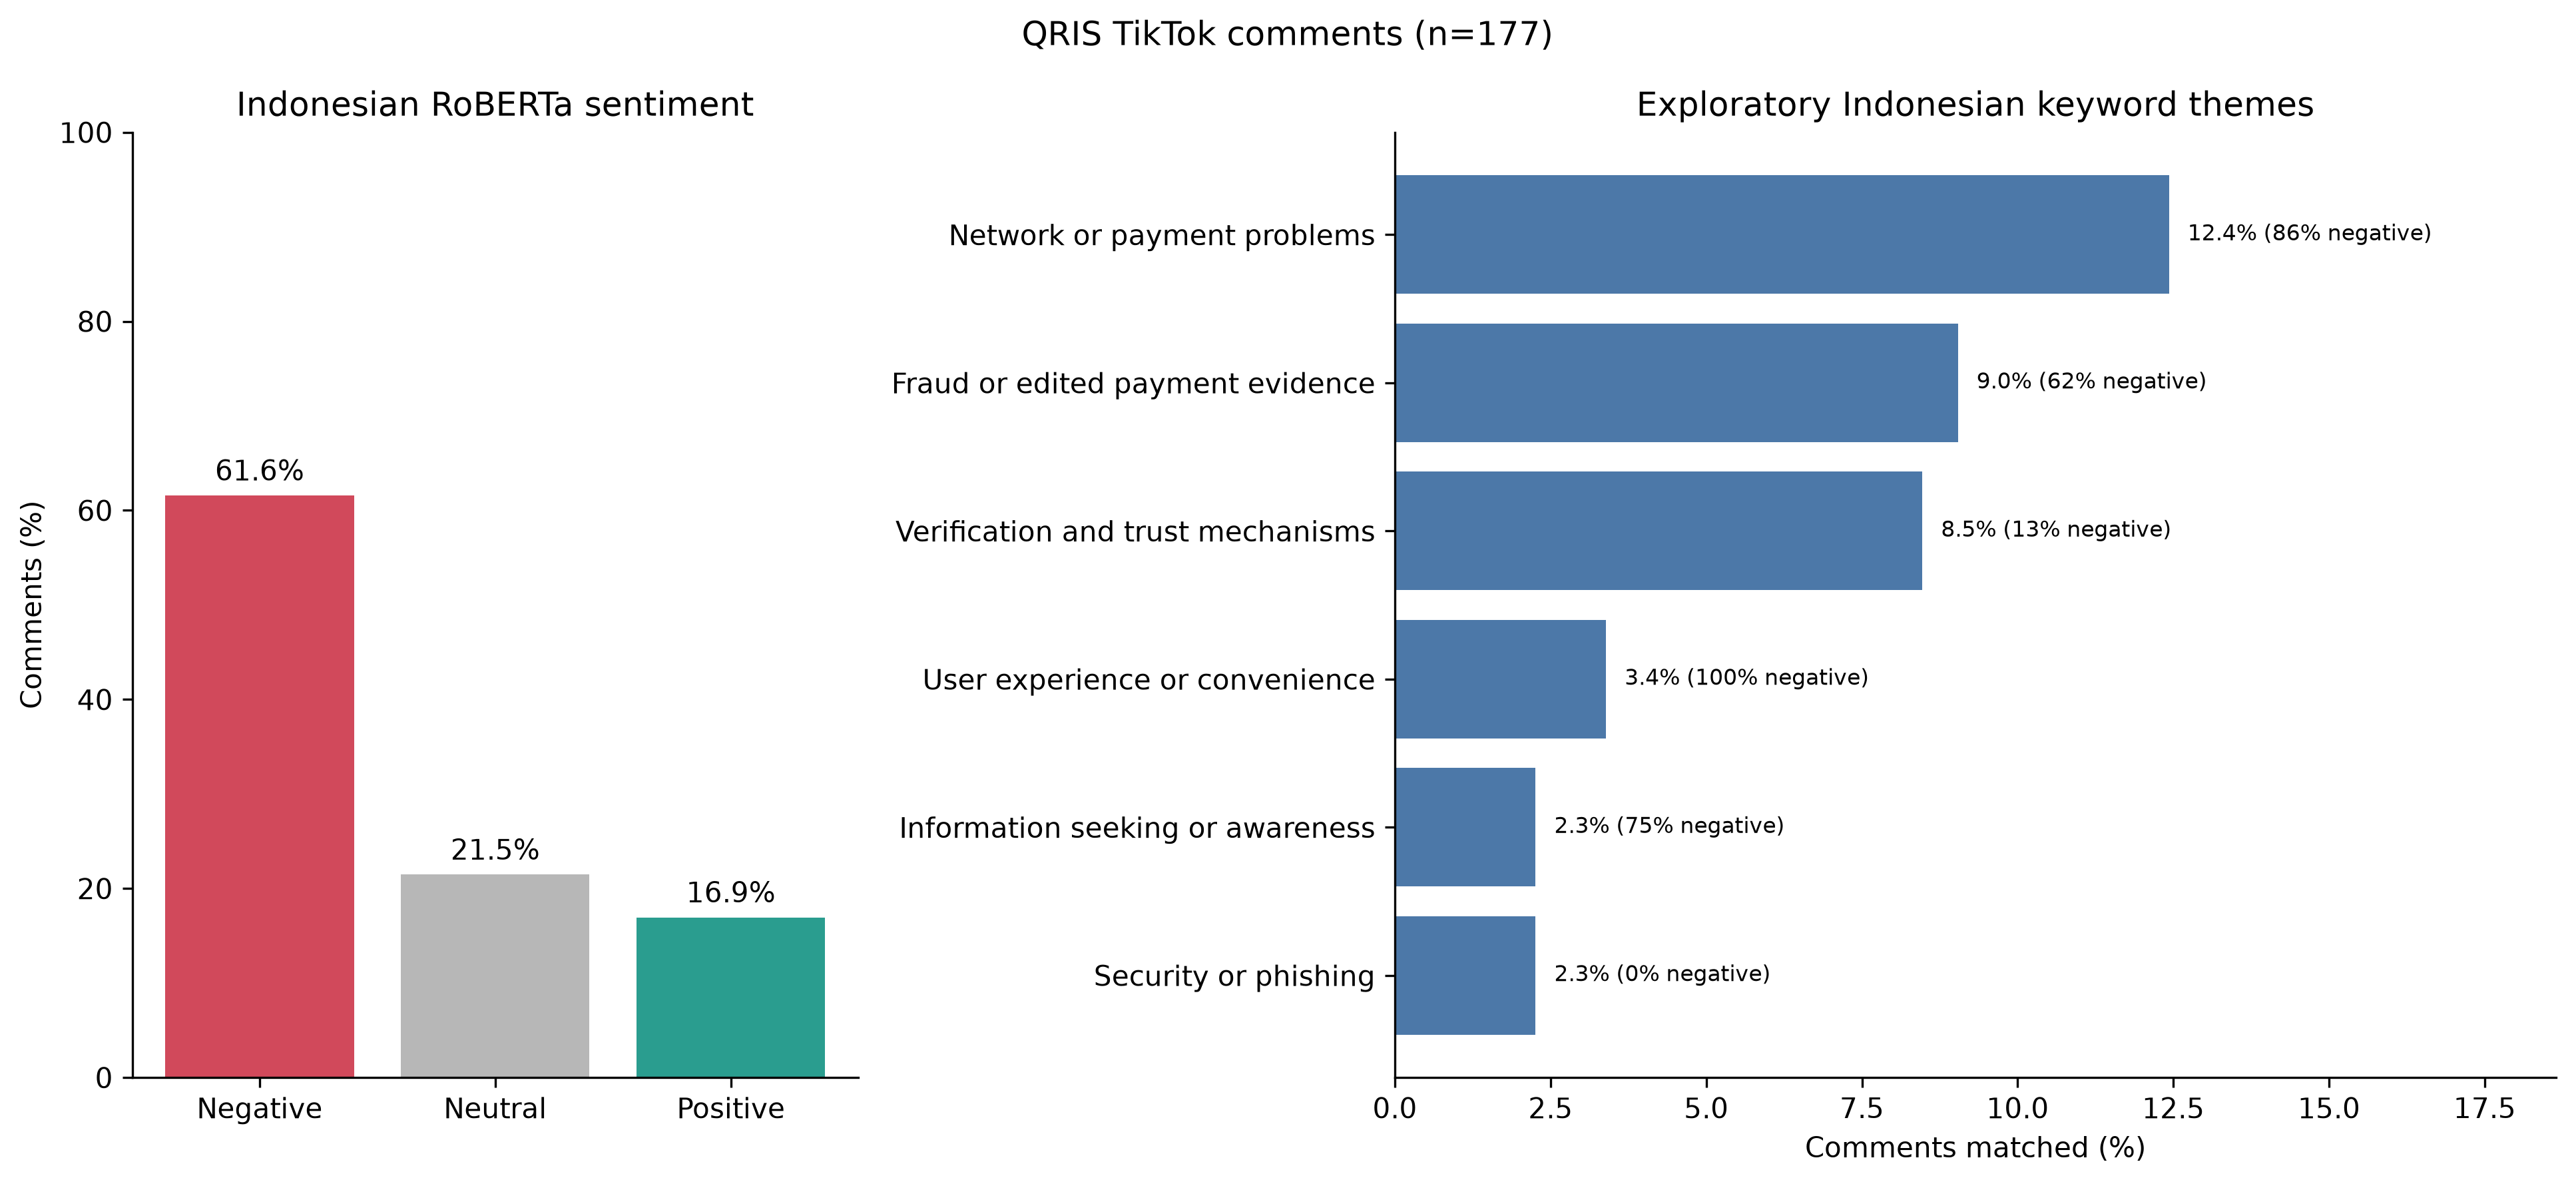 QRIS TikTok comments (n=177)
Indonesian RoBERTa sentiment
Comments (%)
100
80
60
40
20
0
61.6%
21.5%
16.9%
Negative
Neutral
Positive
Exploratory Indonesian keyword themes
Network or payment problems
12.4% (86% negative)
Fraud or edited payment evidence
9.0% (62% negative)
Verification and trust mechanisms
8.5% (13% negative)
User experience or convenience
3.4% (100% negative)
Information seeking or awareness
2.3% (75% negative)
Security or phishing
2.3% (0% negative)
0.0
2.5
5.0
7.5
10.0
12.5
15.0
17.5
Comments matched (%)